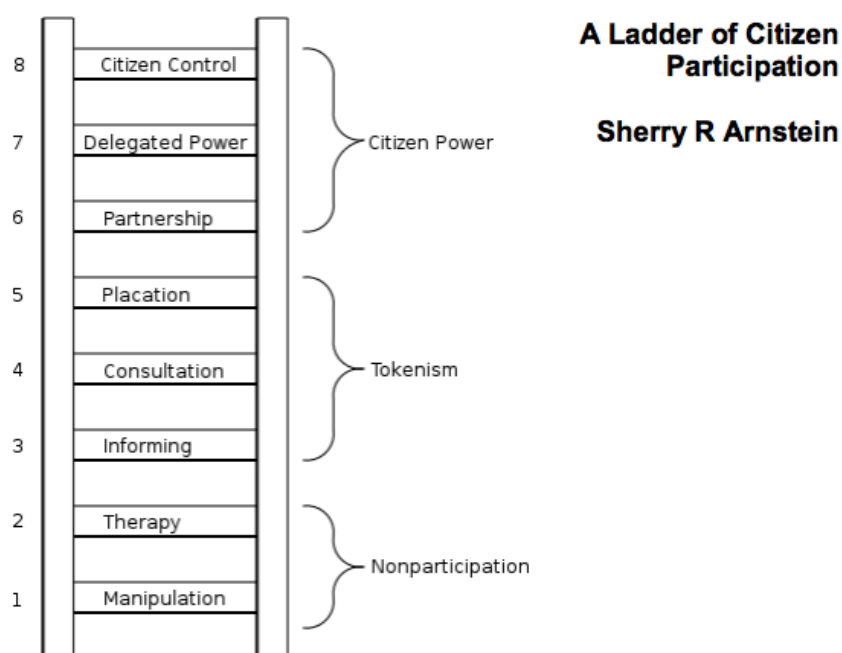 A Ladder of Citizen
Participation
Sherry R Arnstein
8 Citizen Control
7 Delegated Power
Citizen Power
6 Partnership
5 Placation
4 Consultation
Tokenism
3 Informing
2 Therapy
Nonparticipation
1 Manipulation